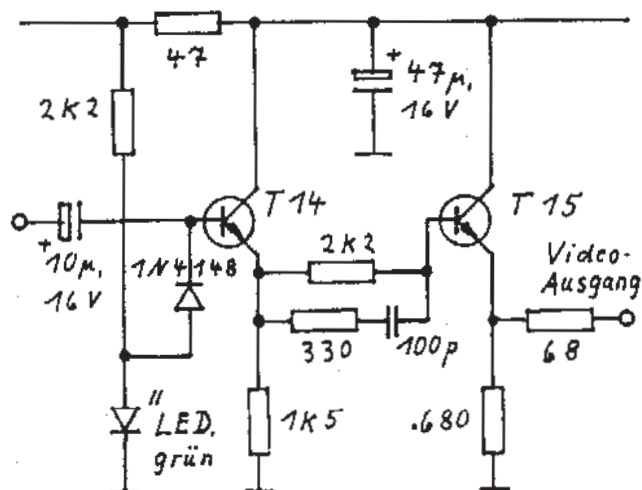 47
2K2
+
47µ,
16V
T14
T15
+
10µ,
16V
1N4148
2K2
Video-
Ausgang
330
100p
68
" LED,
grün
1K5
.680